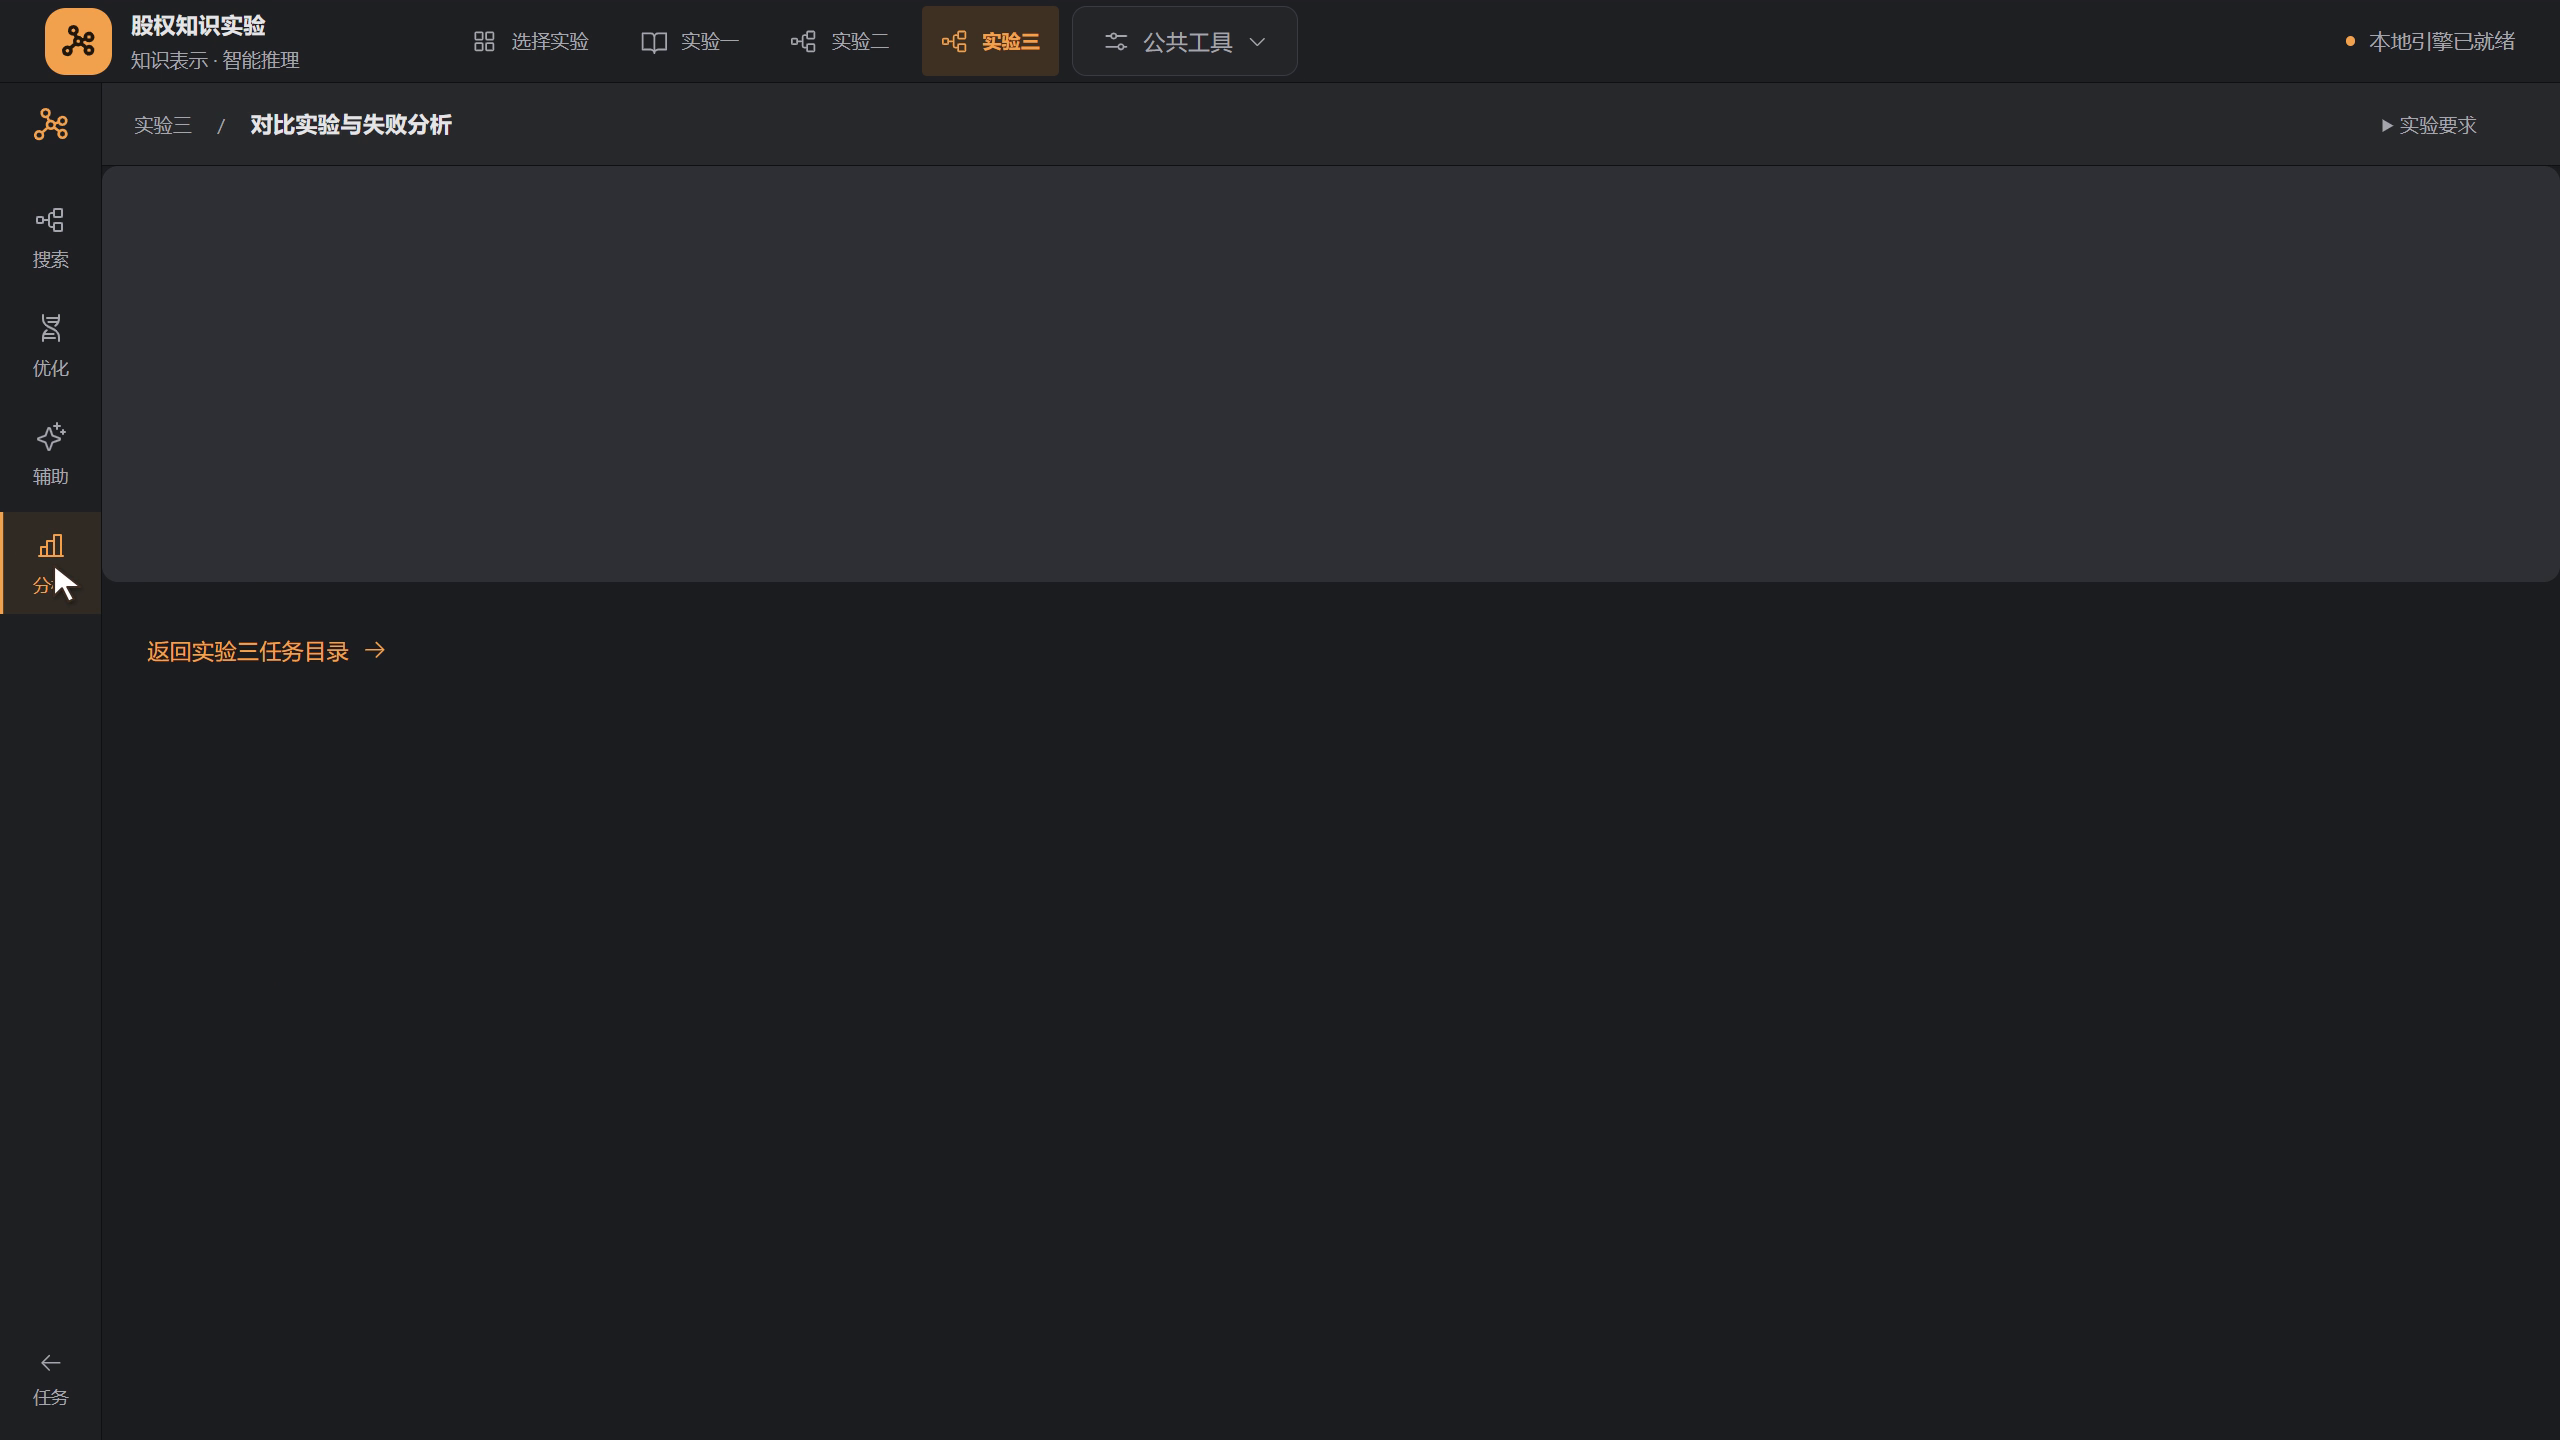 股权知识实验
知识表示 · 智能推理
选择实验
实验一
实验二
实验三
公共工具
本地引擎已就绪
实验三 / 对比实验与失败分析
▶ 实验要求
搜索
优化
辅助
分
返回实验三任务目录 →
任务